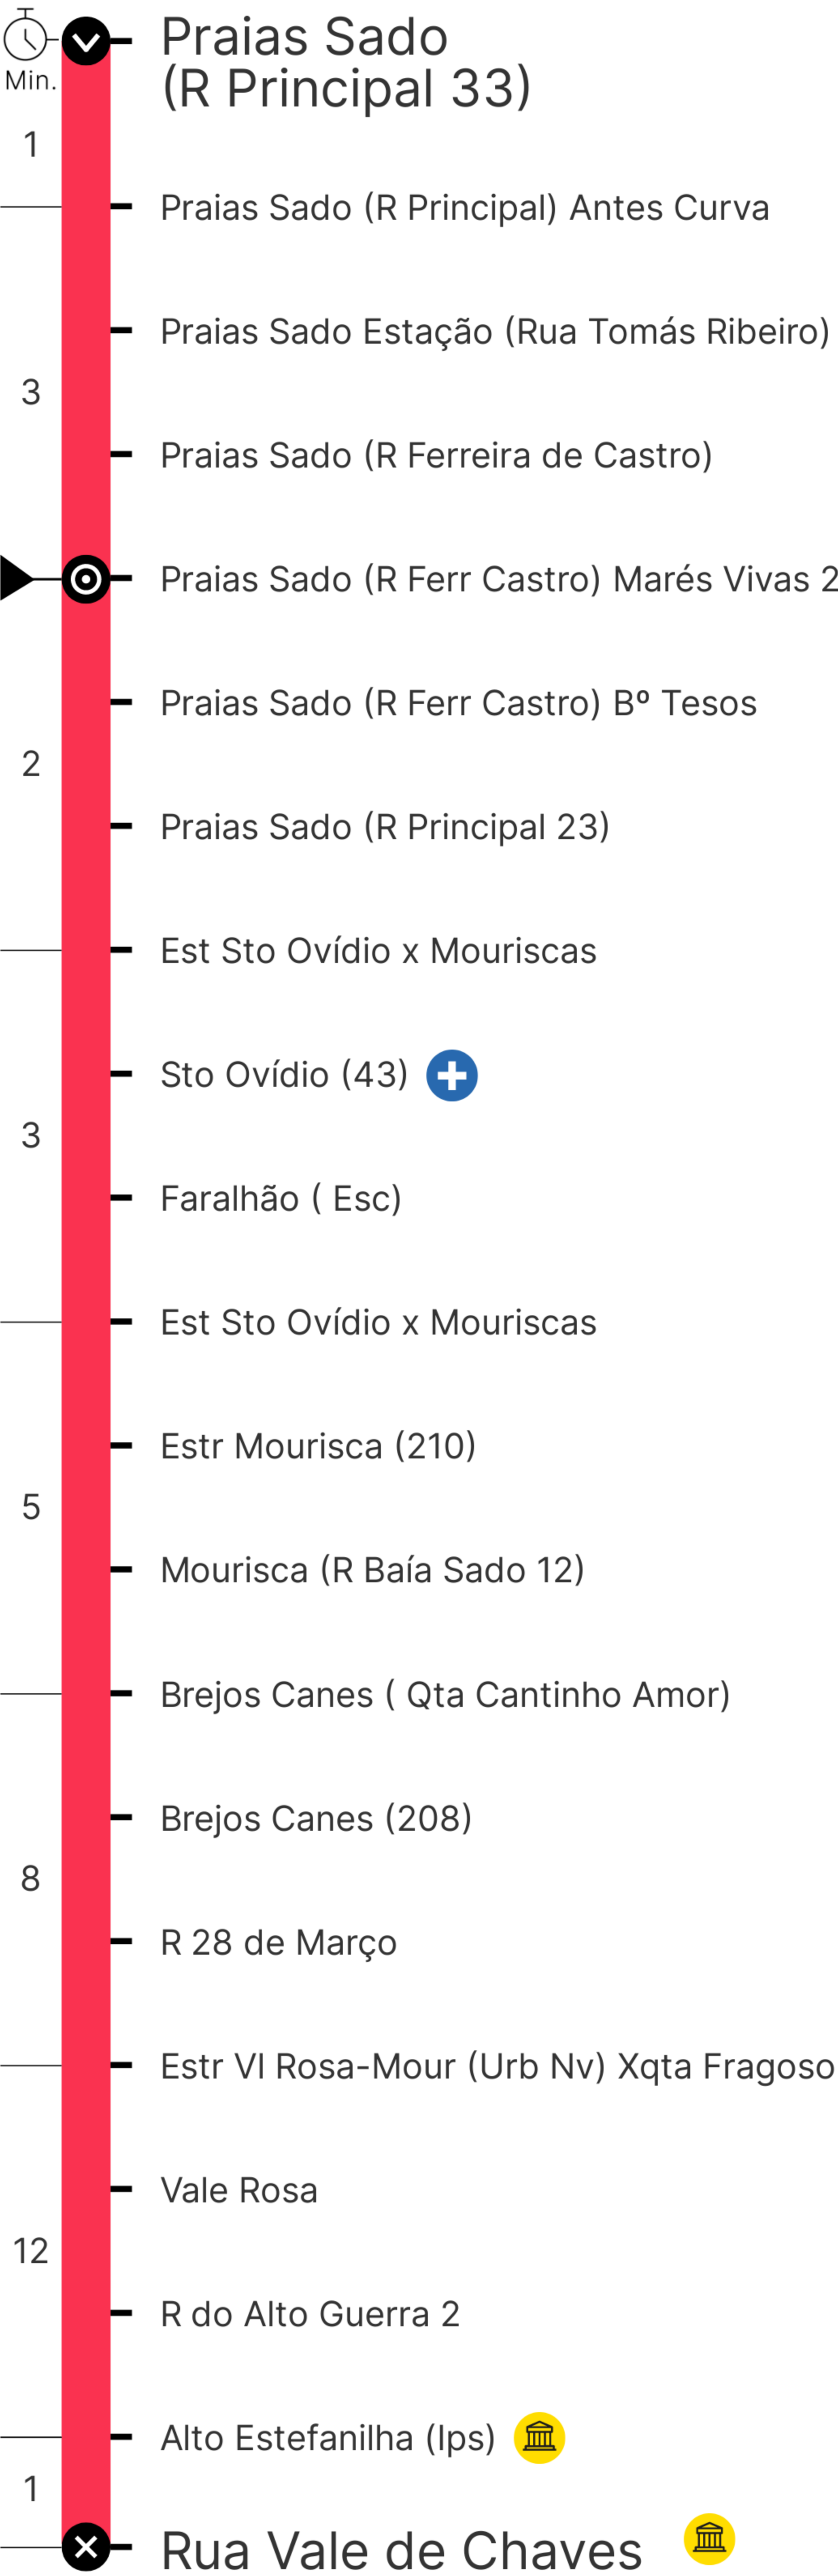 Praias Sado
(R Principal 33)
Min.
1
Praias Sado (R Principal) Antes Curva
Praias Sado Estação (Rua Tomás Ribeiro)
3
Praias Sado (R Ferreira de Castro)
Praias Sado (R Ferr Castro) Marés Vivas 2
Praias Sado (R Ferr Castro) Bº Tesos
2
Praias Sado (R Principal 23)
Est Sto Ovídio x Mouriscas
Sto Ovídio (43)
3
Faralhão ( Esc)
Est Sto Ovídio x Mouriscas
Estr Mourisca (210)
5
Mourisca (R Baía Sado 12)
Brejos Canes ( Qta Cantinho Amor)
Brejos Canes (208)
8
R 28 de Março
Estr Vl Rosa-Mour (Urb Nv) Xqta Fragoso
Vale Rosa
12
R do Alto Guerra 2
Alto Estefanilha (Ips)
1
Rua Vale de Chaves